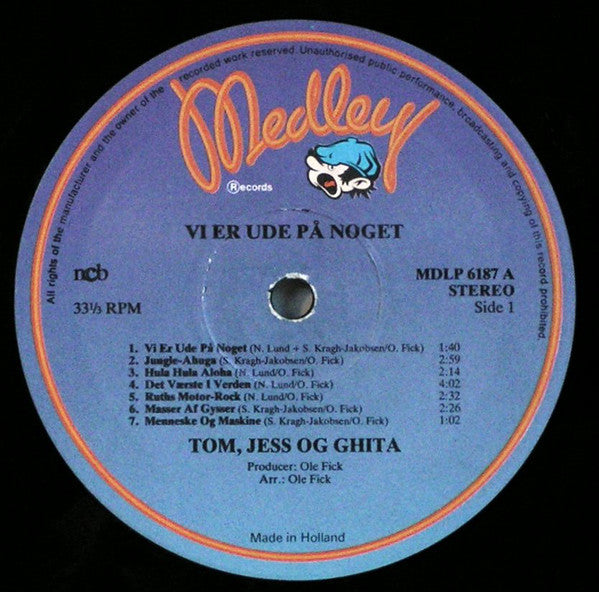 All rights of the manufacturer and the owner of the recorded work reserved. Unauthorised public performance, broadcasting and copying of this record prohibited.
Medley
Ⓡecords
VI ER UDE PÅ NOGET
ncb
MDLP 6187 A
STEREO
33⅓ RPM
Side 1
1. Vi Er Ude På Noget (N. Lund + S. Kragh-Jakobsen/O. Fick) 1:40
2. Jungle-Ahuga (S. Kragh-Jakobsen/O. Fick) 2:59
3. Hula Hula Aloha (N. Lund/O. Fick) 2:14
4. Det Værste I Verden (N. Lund/O. Fick) 4:02
5. Ruths Motor-Rock (N. Lund/O. Fick) 2:32
6. Masser Af Gysser (S. Kragh-Jakobsen/O. Fick) 2:26
7. Menneske Og Maskine (S. Kragh-Jakobsen/O. Fick) 1:02
TOM, JESS OG GHITA
Producer: Ole Fick
Arr.: Ole Fick
Made in Holland